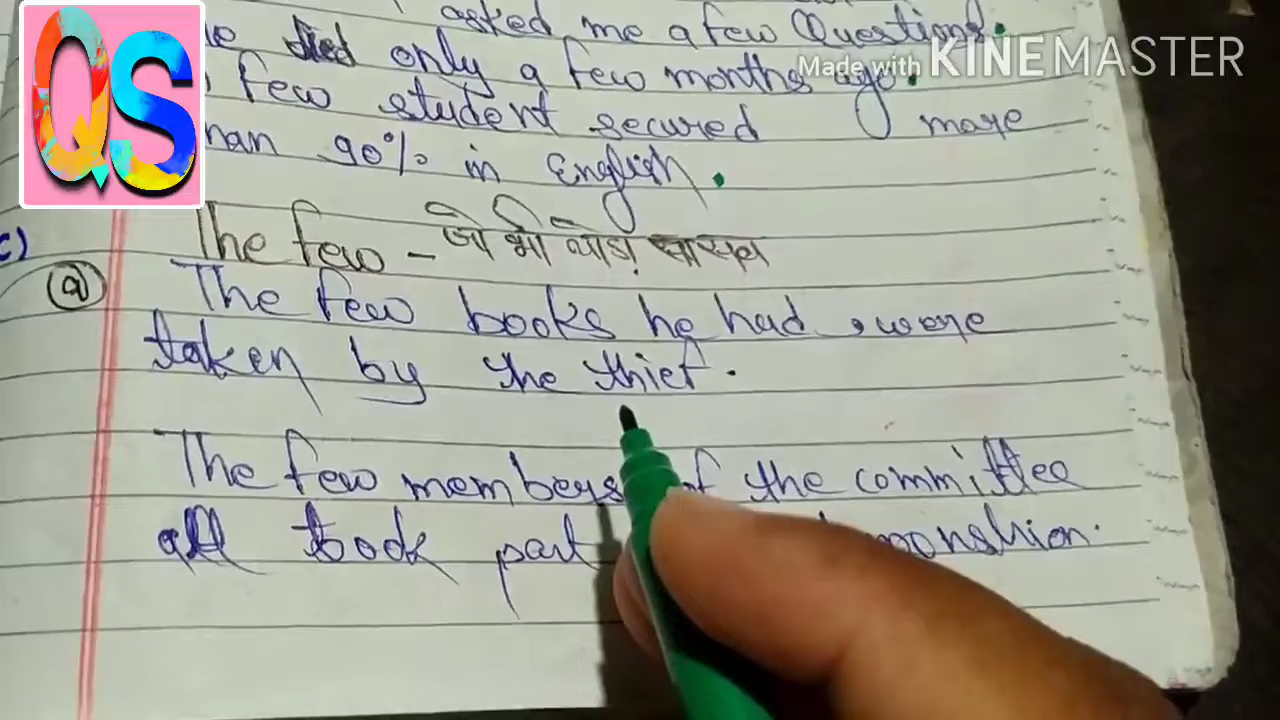 QS
asked me a few Questions.
only a few months ago.
Made with KINEMASTER
few student secured more
90% in English.
c) The few - जो भी थोड़ा सा सब
(a) The few books he had were
taken by the thief.
The few members of the committee
all took part